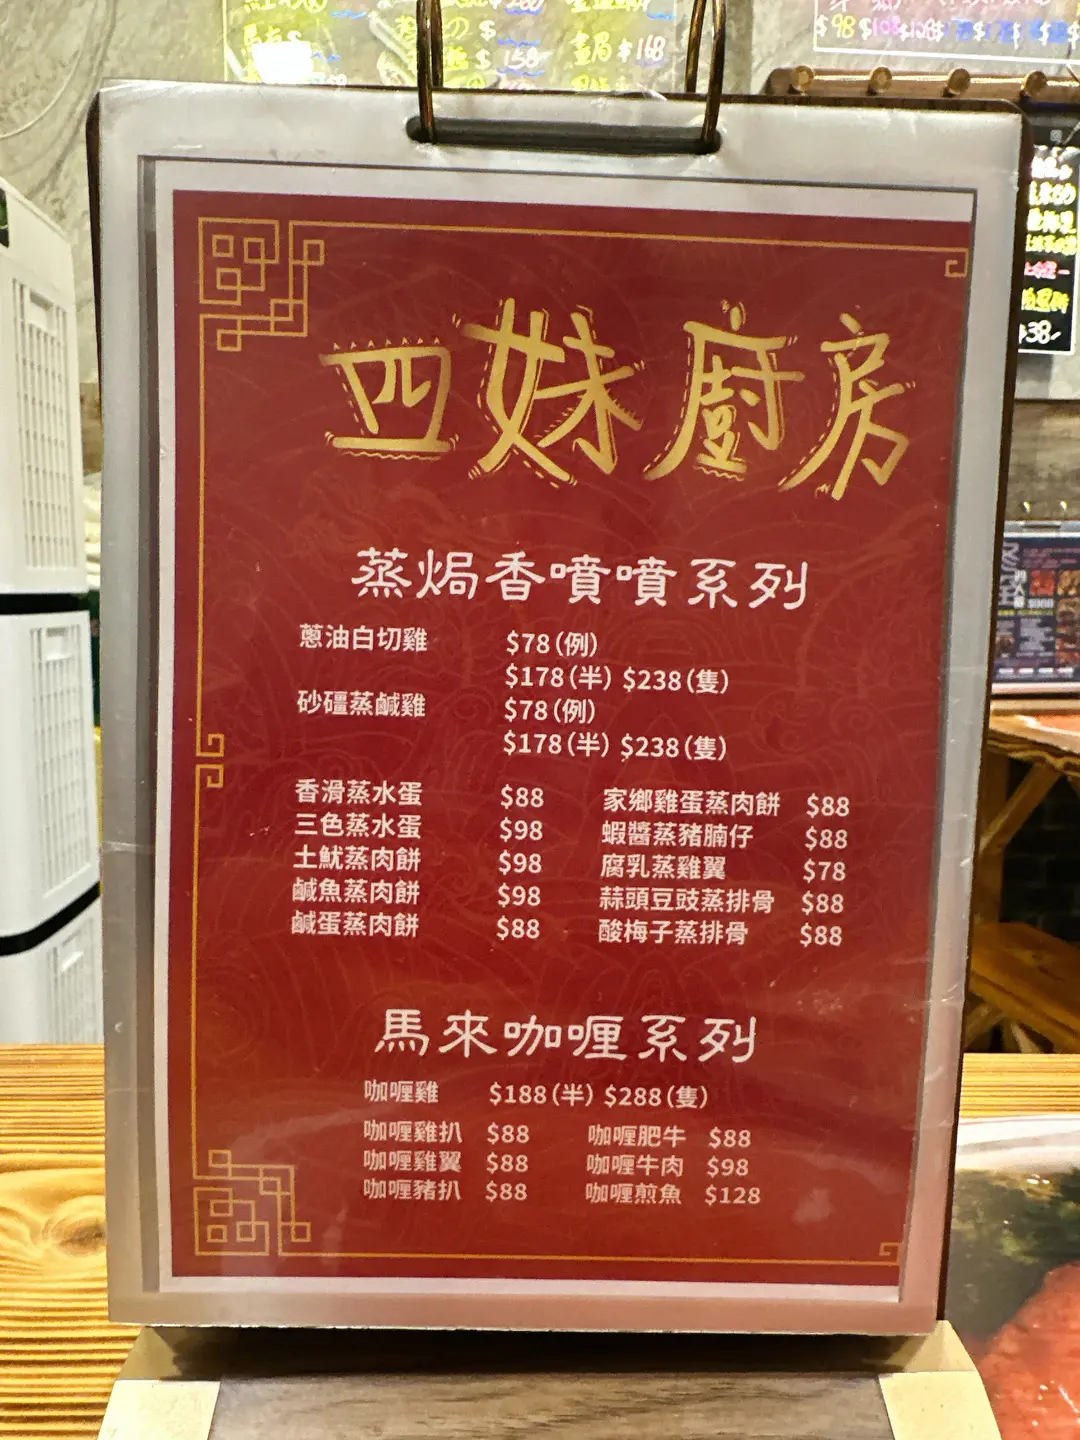 $158
畫眉$168
$98
$38
四妹廚房
蒸焗香噴噴系列
蔥油白切雞 $78(例)
$178(半) $238(隻)
砂礓蒸鹹雞 $78(例)
$178(半) $238(隻)
香滑蒸水蛋 $88 家鄉雞蛋蒸肉餅 $88
三色蒸水蛋 $98 蝦醬蒸豬腩仔 $88
土魷蒸肉餅 $98 腐乳蒸雞翼 $78
鹹魚蒸肉餅 $98 蒜頭豆豉蒸排骨 $88
鹹蛋蒸肉餅 $88 酸梅子蒸排骨 $88
馬來咖喱系列
咖喱雞 $188(半) $288(隻)
咖喱雞扒 $88 咖喱肥牛 $88
咖喱雞翼 $88 咖喱牛肉 $98
咖喱豬扒 $88 咖喱煎魚 $128